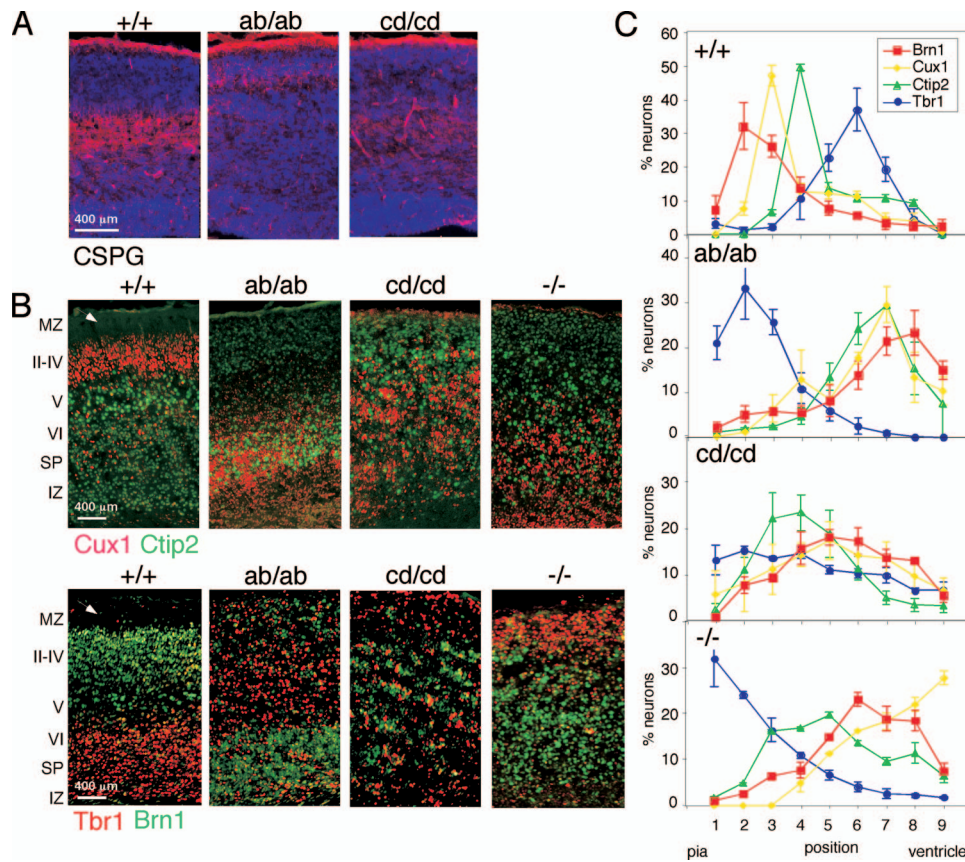 A
+/+
ab/ab
cd/cd
400 μm
CSPG
B
+/+
ab/ab
cd/cd
-/-
MZ
II-IV
V
VI
SP
IZ
400 μm
Cux1 Ctip2
+/+
ab/ab
cd/cd
-/-
MZ
II-IV
V
VI
SP
IZ
400 μm
Tbr1 Brn1
C
+/+
Brn1
Cux1
Ctip2
Tbr1
% neurons
60
50
40
30
20
10
0
ab/ab
% neurons
40
30
20
10
0
cd/cd
% neurons
30
20
10
0
-/-
% neurons
30
20
10
0
1 2 3 4 5 6 7 8 9
pia position ventricle